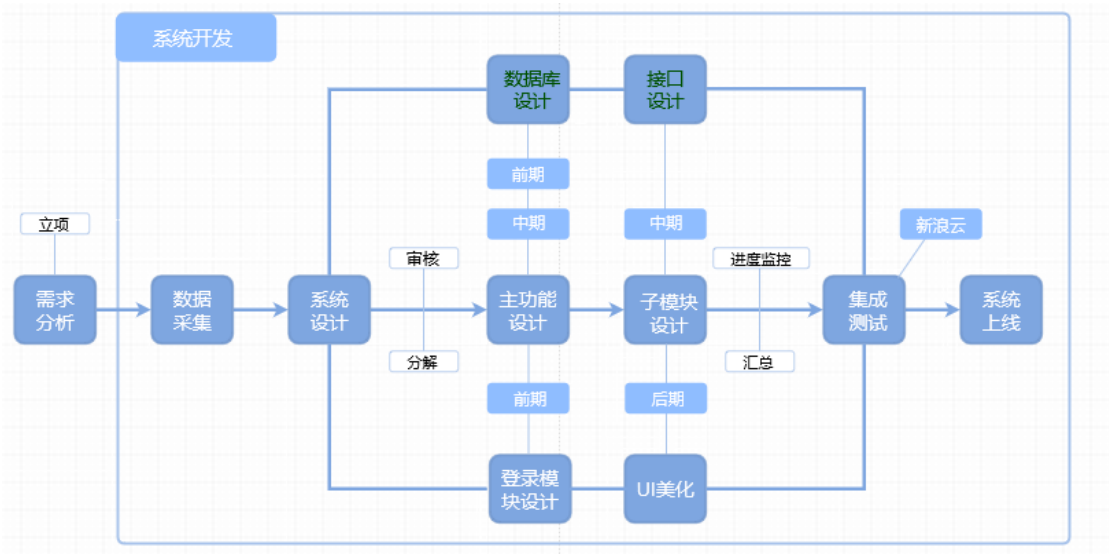 系统开发
数据库
设计
接口
设计
前期
中期
中期
立项
新浪云
审核
进度监控
需求
分析
数据
采集
系统
设计
主功能
设计
子模块
设计
集成
测试
系统
上线
分解
汇总
前期
后期
登录模
块设计
UI美化